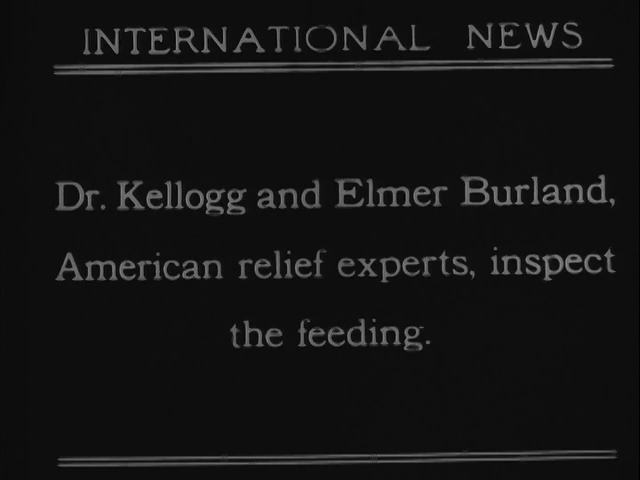 INTERNATIONAL NEWS
Dr. Kellogg and Elmer Burland,
American relief experts, inspect
the feeding.